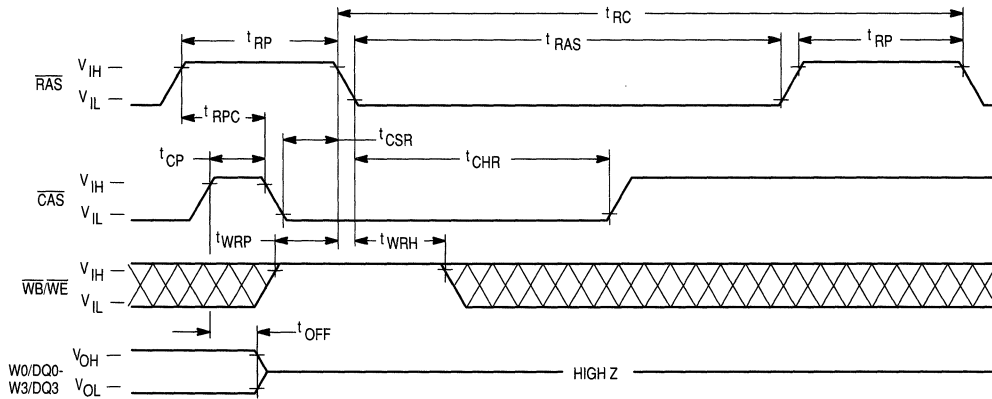 t RC
t RP
t RAS
t RP
RAS
V IH
V IL
t RPC
t CSR
t CP
t CHR
CAS
V IH
V IL
t WRP
t WRH
WB/WE
V IH
V IL
t OFF
W0/DQ0-
W3/DQ3
V OH
V OL
HIGH Z